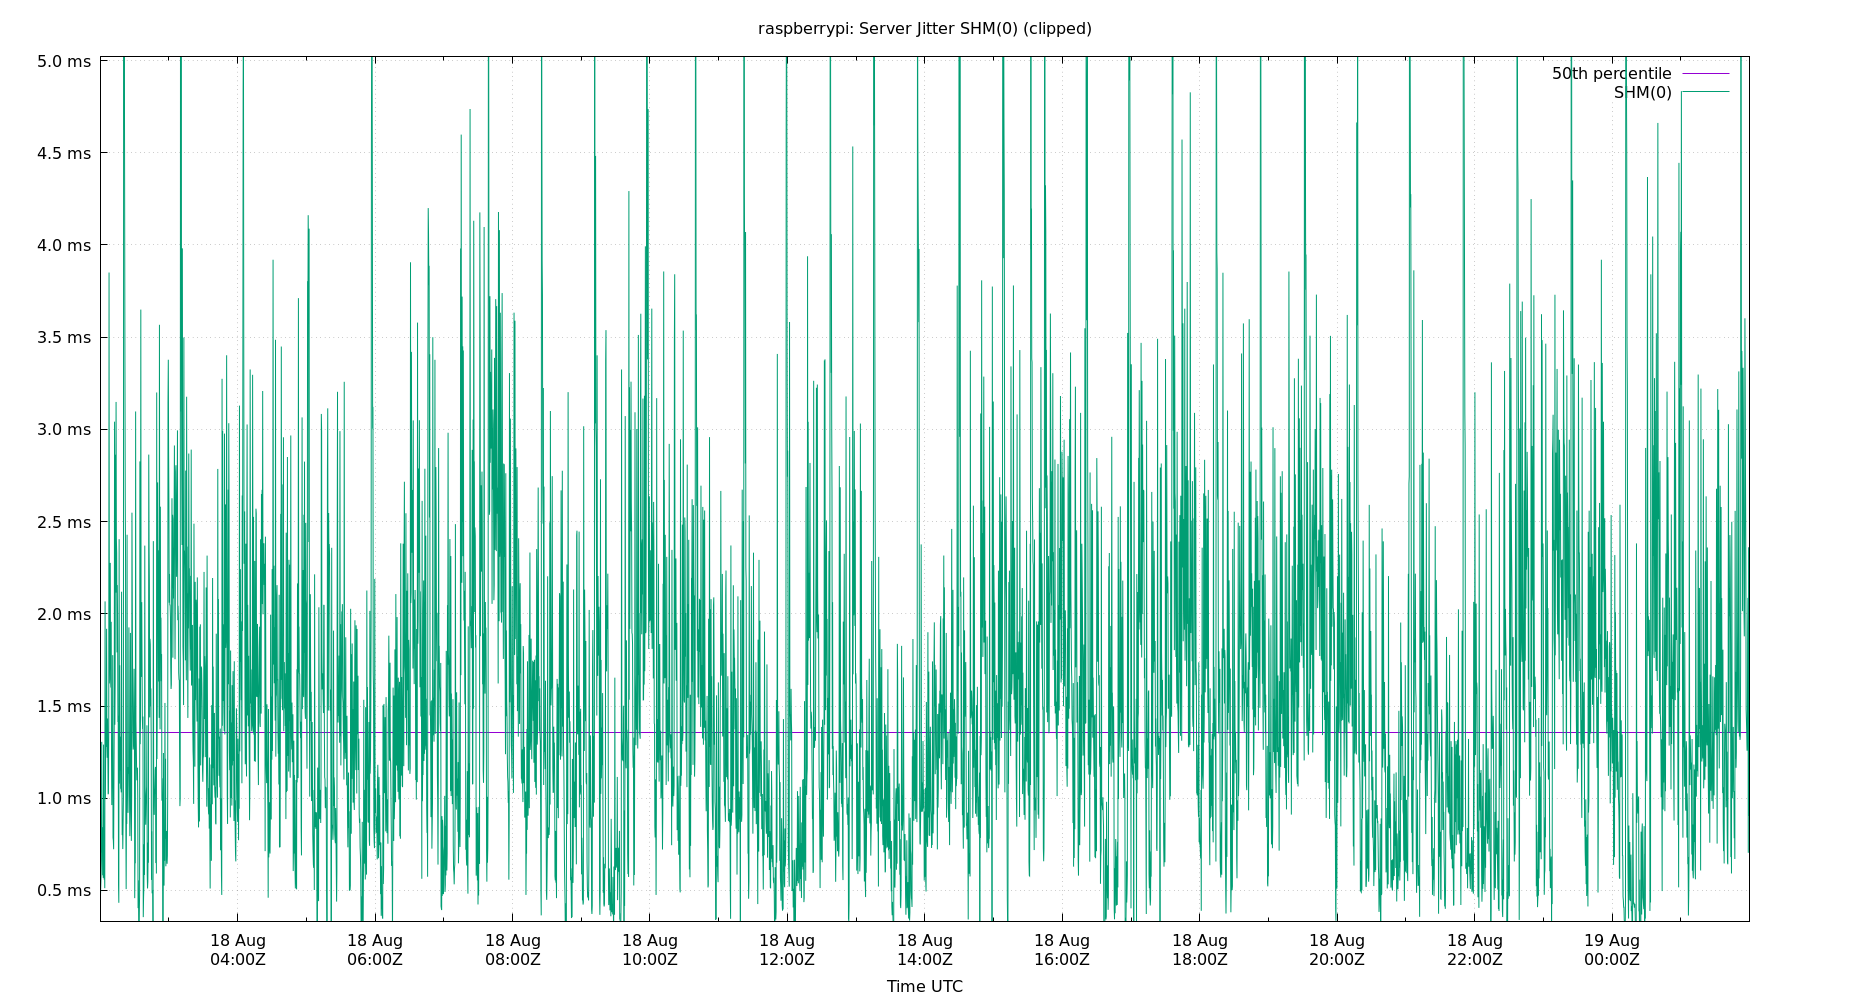 raspberrypi: Server Jitter SHM(0) (clipped)
50th percentile
SHM(0)
5.0 ms
4.5 ms
4.0 ms
3.5 ms
3.0 ms
2.5 ms
2.0 ms
1.5 ms
1.0 ms
0.5 ms
18 Aug 18 Aug 18 Aug 18 Aug 18 Aug 18 Aug 18 Aug 18 Aug 18 Aug 18 Aug 19 Aug
04:00Z 06:00Z 08:00Z 10:00Z 12:00Z 14:00Z 16:00Z 18:00Z 20:00Z 22:00Z 00:00Z
Time UTC